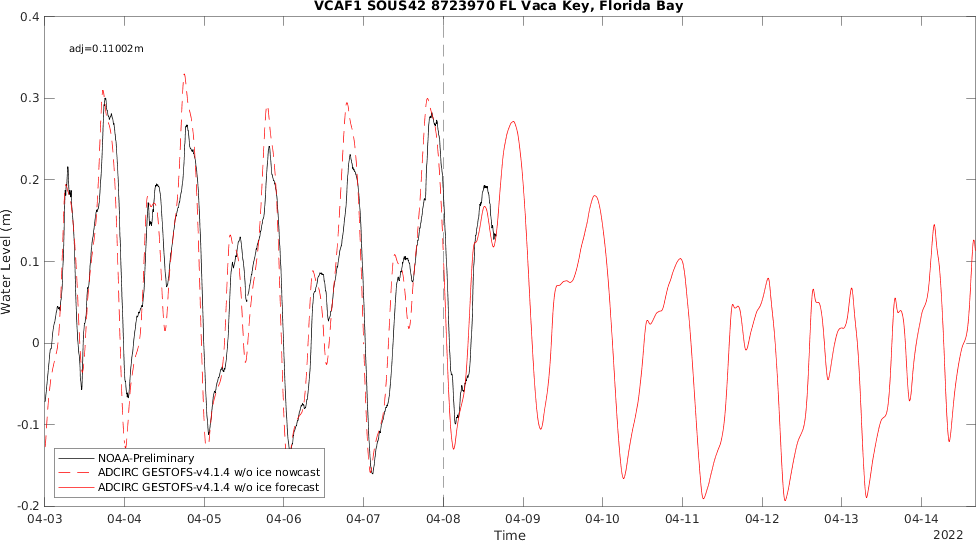 VCAF1 SOUS42 8723970 FL Vaca Key, Florida Bay
adj=0.11002m
0.4
0.3
0.2
0.1
0
-0.1
-0.2
Water Level (m)
NOAA-Preliminary
ADCIRC GESTOFS-v4.1.4 w/o ice nowcast
ADCIRC GESTOFS-v4.1.4 w/o ice forecast
04-03 04-04 04-05 04-06 04-07 04-08 04-09 04-10 04-11 04-12 04-13 04-14
Time
2022